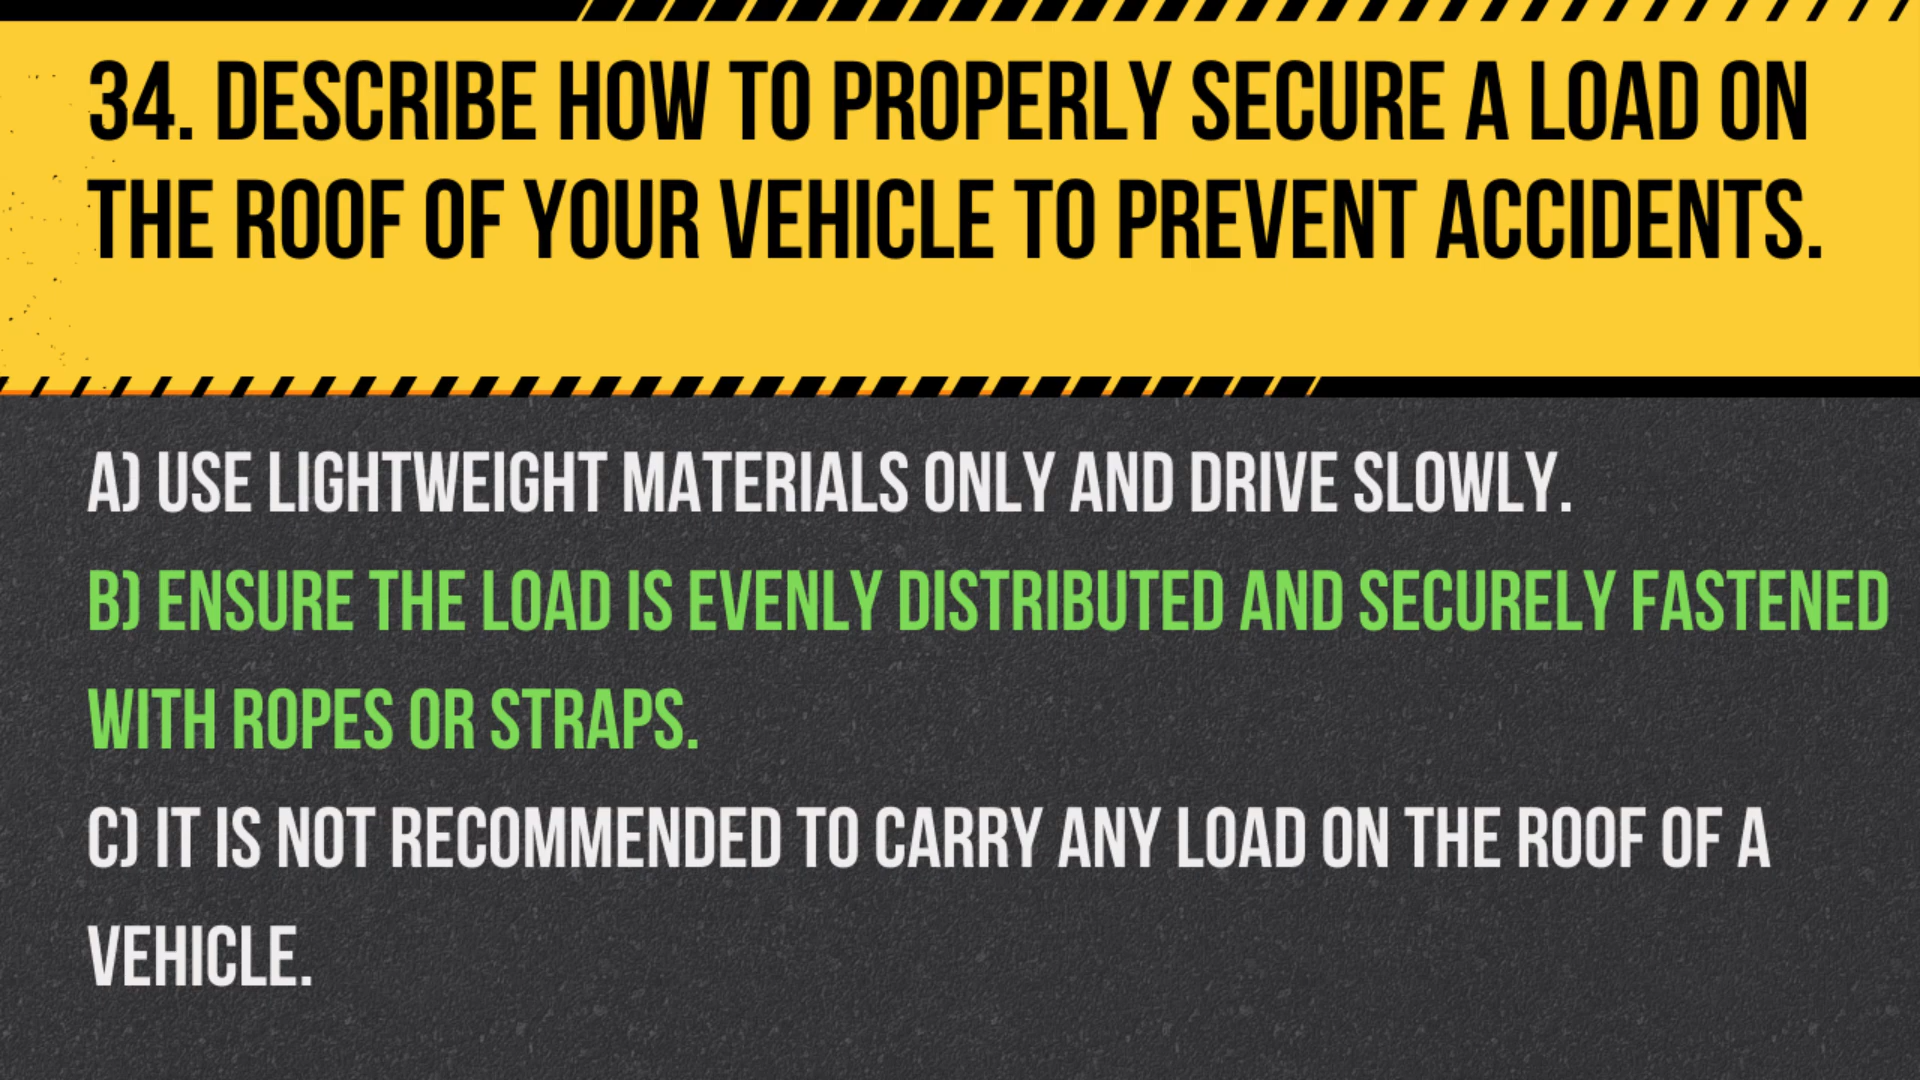 34. DESCRIBE HOW TO PROPERLY SECURE A LOAD ON
THE ROOF OF YOUR VEHICLE TO PREVENT ACCIDENTS.
A) USE LIGHTWEIGHT MATERIALS ONLY AND DRIVE SLOWLY.
B) ENSURE THE LOAD IS EVENLY DISTRIBUTED AND SECURELY FASTENED
WITH ROPES OR STRAPS.
C) IT IS NOT RECOMMENDED TO CARRY ANY LOAD ON THE ROOF OF A
VEHICLE.